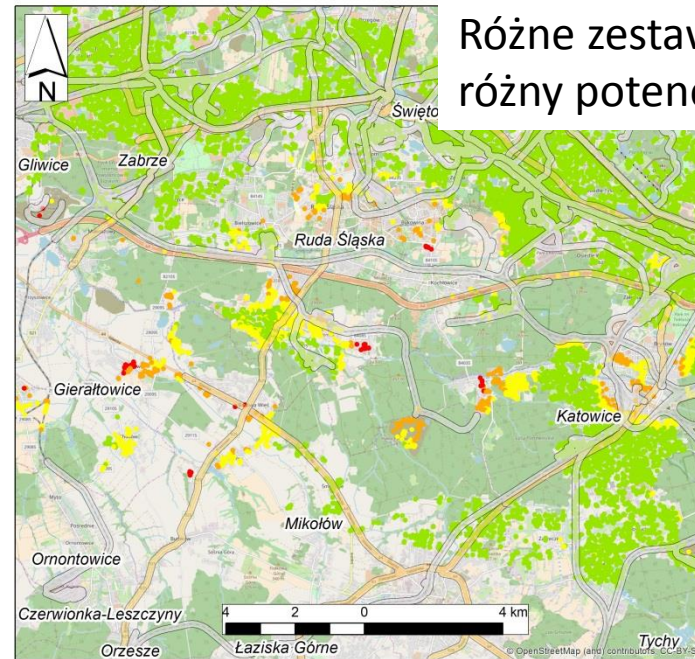 Różne zestaw
różny potenc
N
Święto
Gliwice
Zabrze
Ruda Śląska
Gierałtowice
Katowice
Mikołów
Ornontowice
Czerwionka-Leszczyny
4 2 0 4 km
Orzesze
Łaziska Górne
Tychy
© OpenStreetMap (and) contributors, CC-BY-S